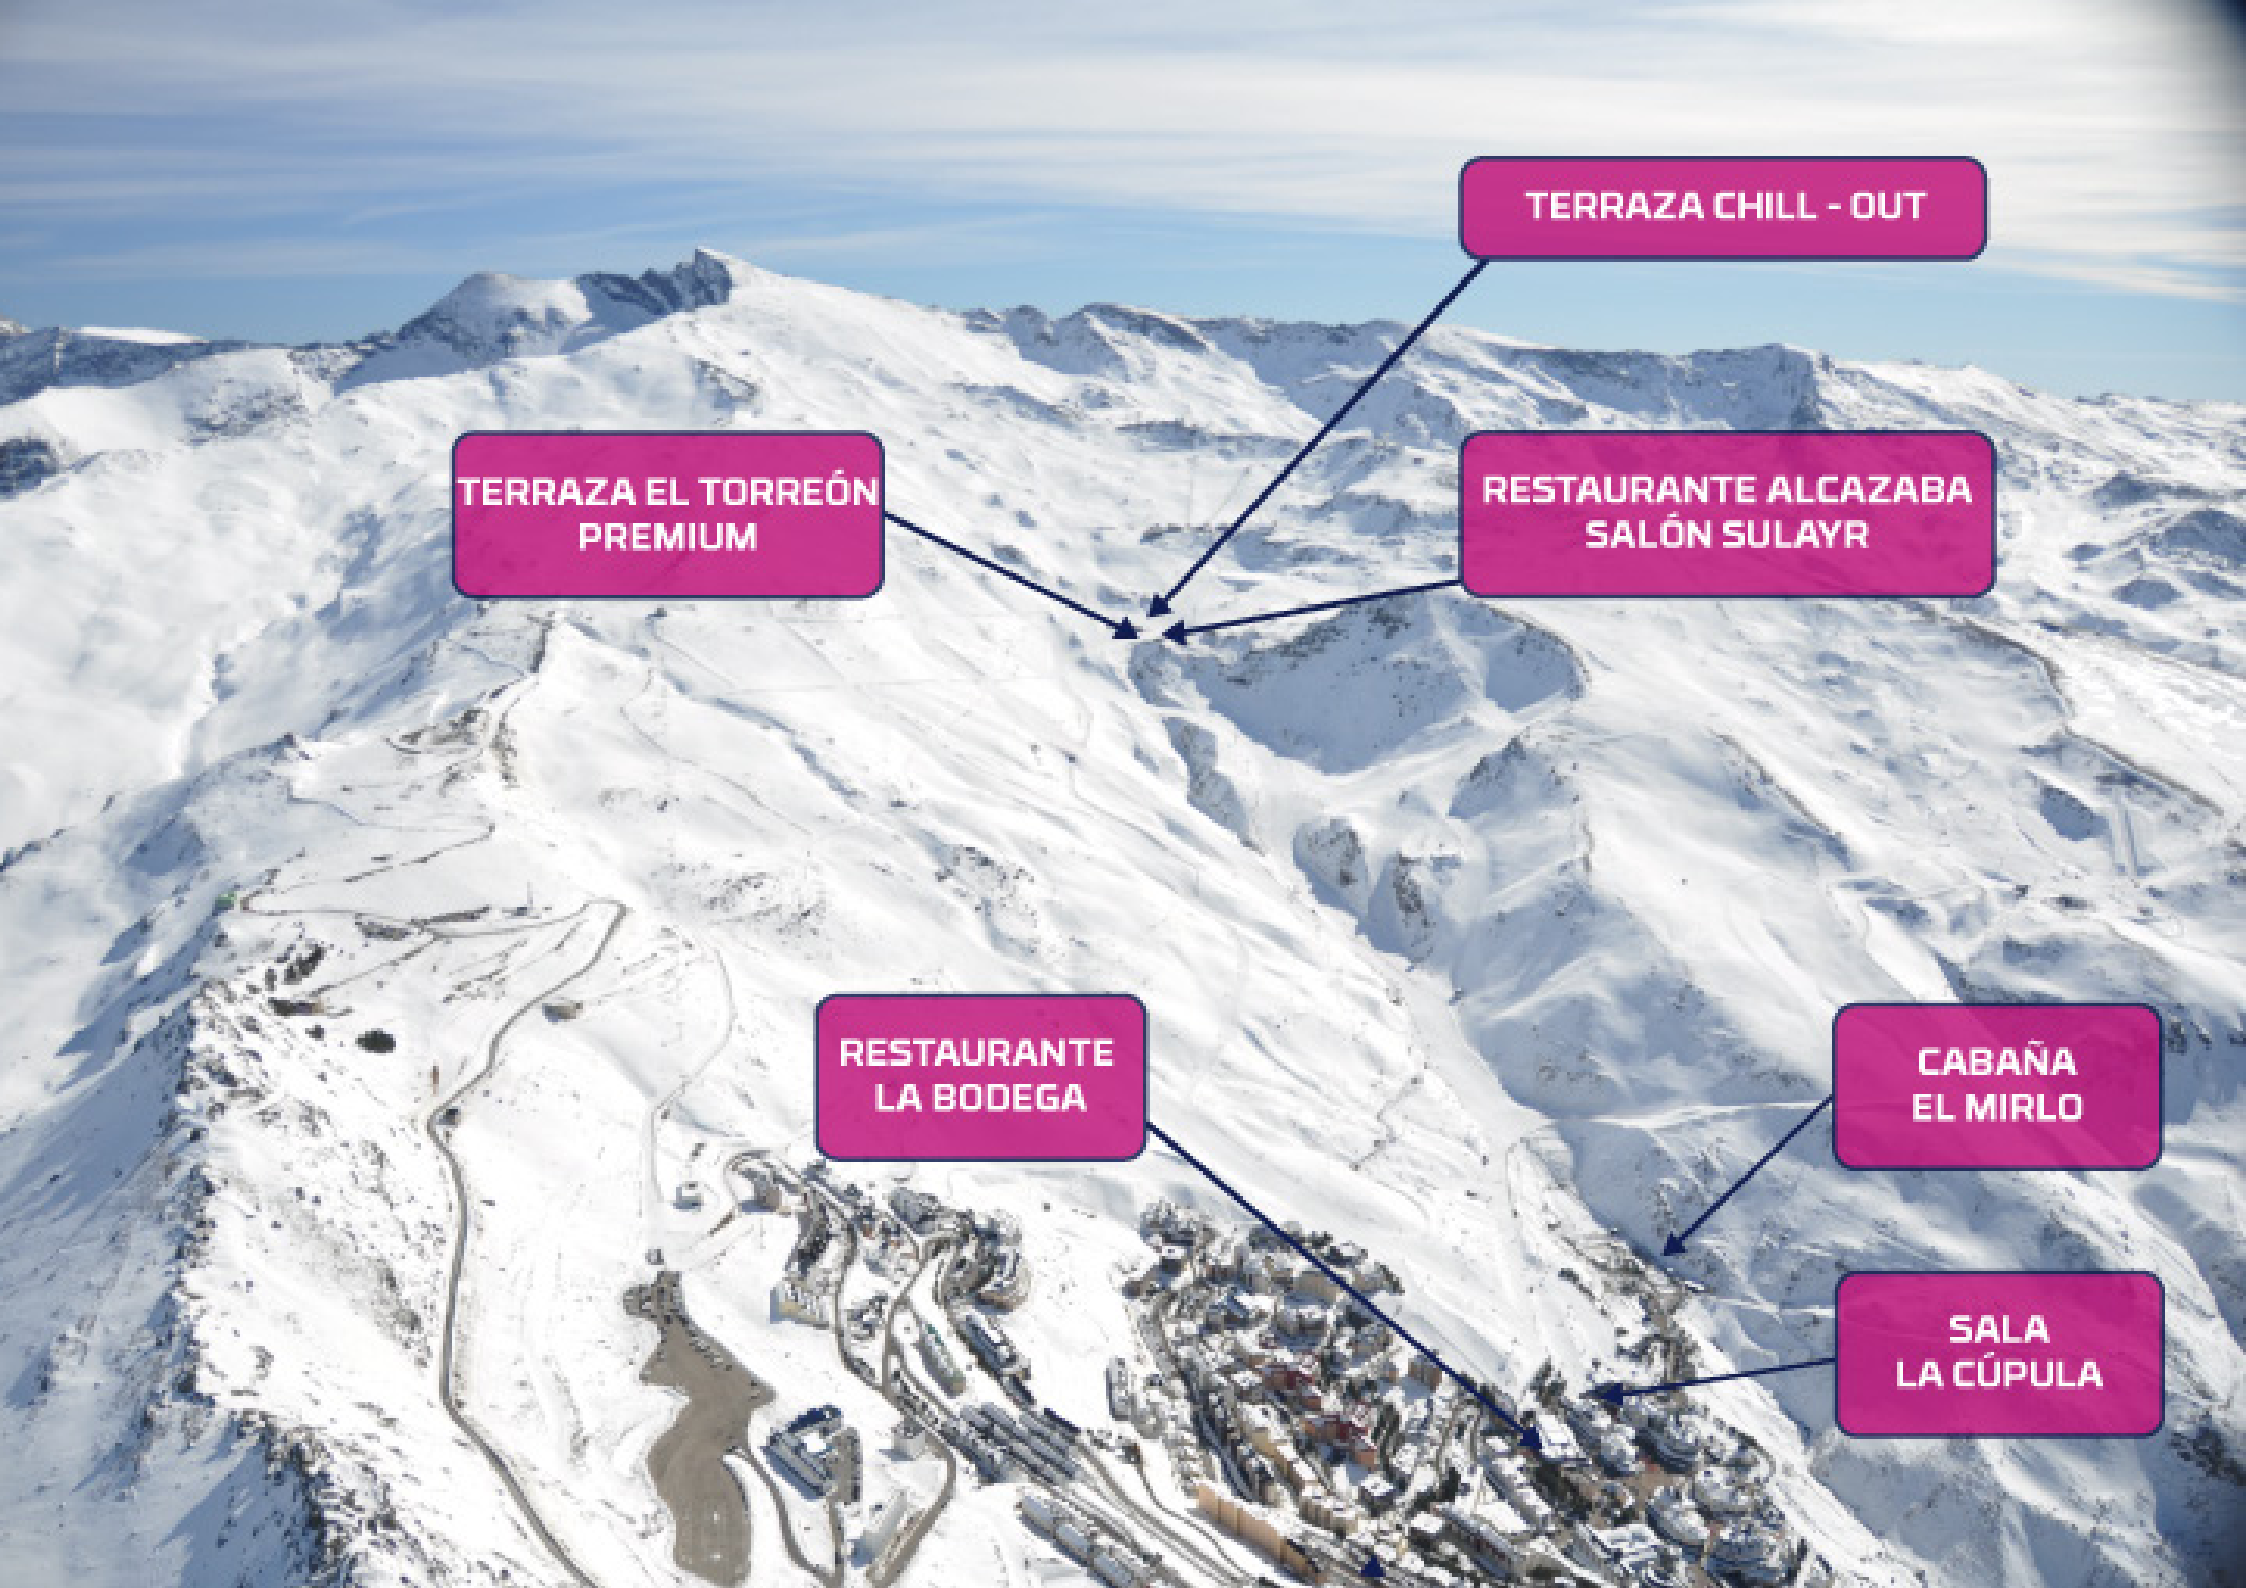 TERRAZA CHILL - OUT
TERRAZA EL TORREÓN
PREMIUM
RESTAURANTE ALCAZABA
SALÓN SULAYR
RESTAURANTE
LA BODEGA
CABAÑA
EL MIRLO
SALA
LA CÚPULA